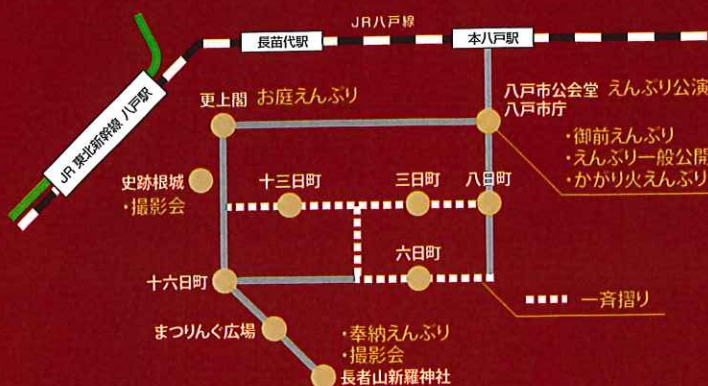 JR八戸線
長苗代駅
本八戸駅
JR 東北新幹線 八戸駅
更上閣 お庭えんぶり
八戸市公会堂 えんぶり公演
八戸市庁
・御前えんぶり
・えんぶり一般公開
・かがり火えんぶり
史跡根城
・撮影会
十三日町
三日町
八日町
十六日町
六日町
一斉摺り
まつりんぐ広場
・奉納えんぶり
・撮影会
長者山新羅神社